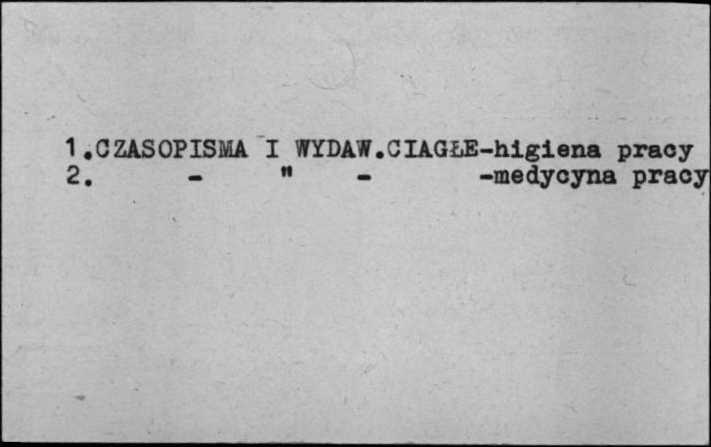 1.CZASOPISMA I WYDAW.CIAGŁE-higiena pracy
2. - " - -medycyna pracy